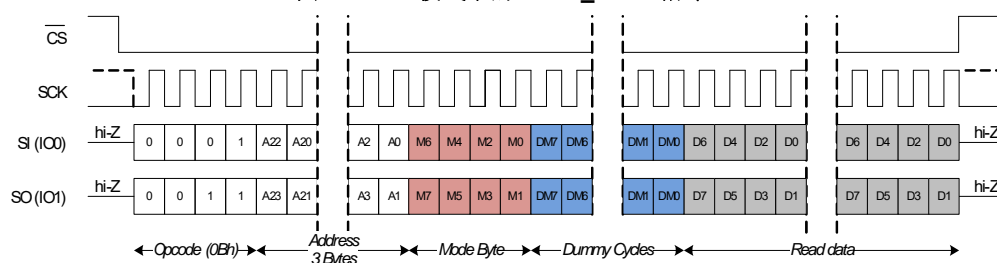 CS
SCK
hi-Z 0 0 0 1 A22 A20 A2 A0 M6 M4 M2 M0 DM7 DM6 DM1 DM0 D6 D4 D2 D0 D6 D4 D2 D0 hi-Z
SI (IO0)
hi-Z 0 0 1 1 A23 A21 A3 A1 M7 M5 M3 M1 DM7 DM6 DM1 DM0 D7 D5 D3 D1 D7 D5 D3 D1 hi-Z
SO (IO1)
Opcode (0Bh) Address 3 Bytes Mode Byte Dummy Cycles Read data